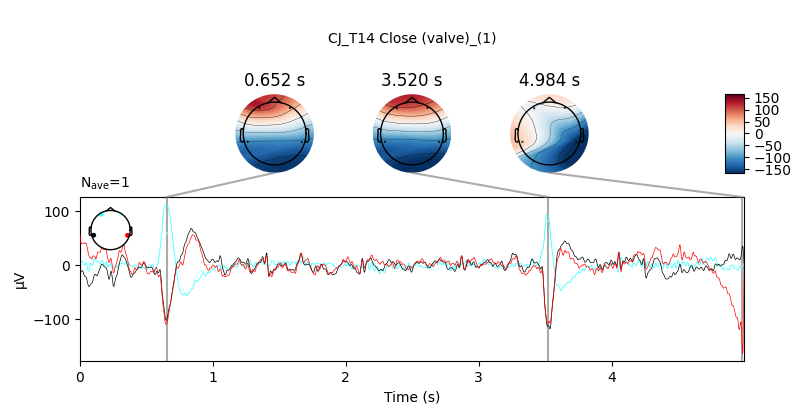 CJ_T14 Close (valve)_(1)
0.652 s 3.520 s 4.984 s
150
100
50
0
−50
−100
−150
Nave=1
100
0
−100
µV
0 1 2 3 4
Time (s)